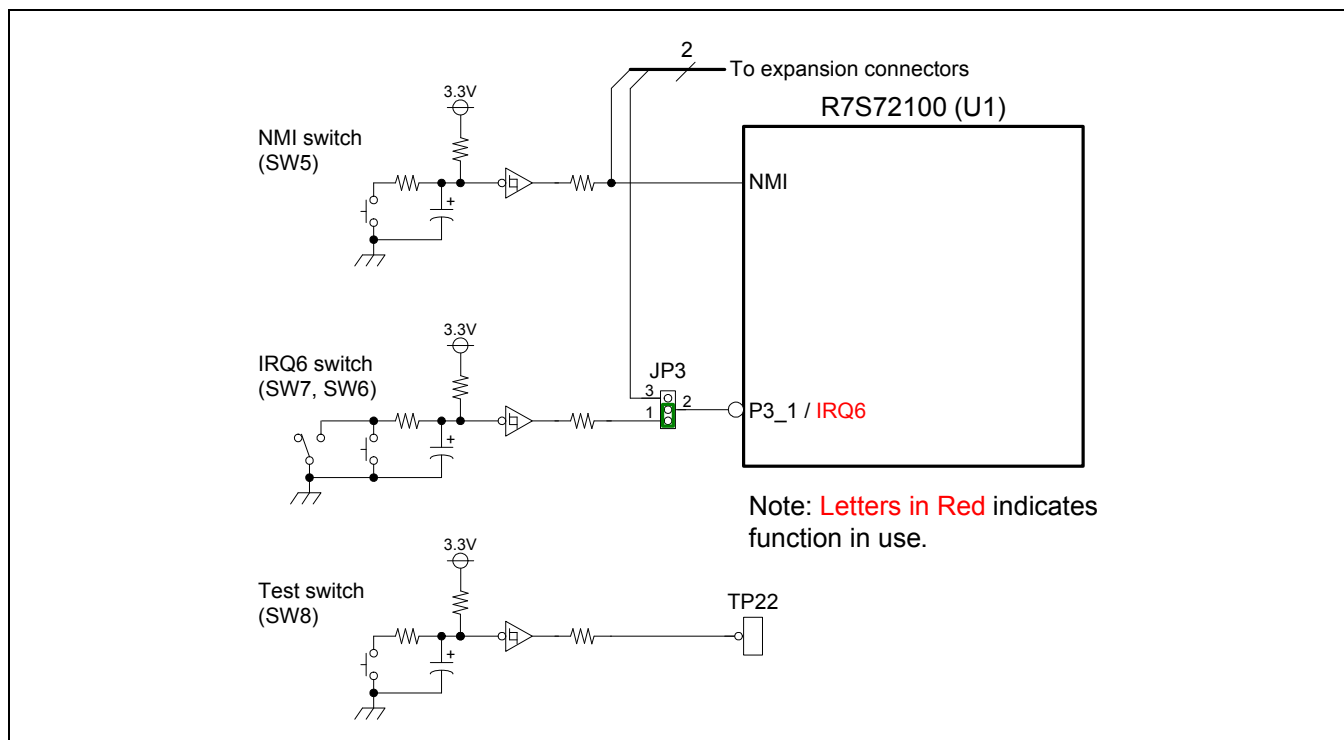 2
To expansion connectors
R7S72100 (U1)
3.3V
NMI switch
(SW5)
+
NMI
3.3V
IRQ6 switch
(SW7, SW6)
JP3
3
2
1
P3_1 / IRQ6
+
Note: Letters in Red indicates
function in use.
3.3V
Test switch
(SW8)
TP22
+